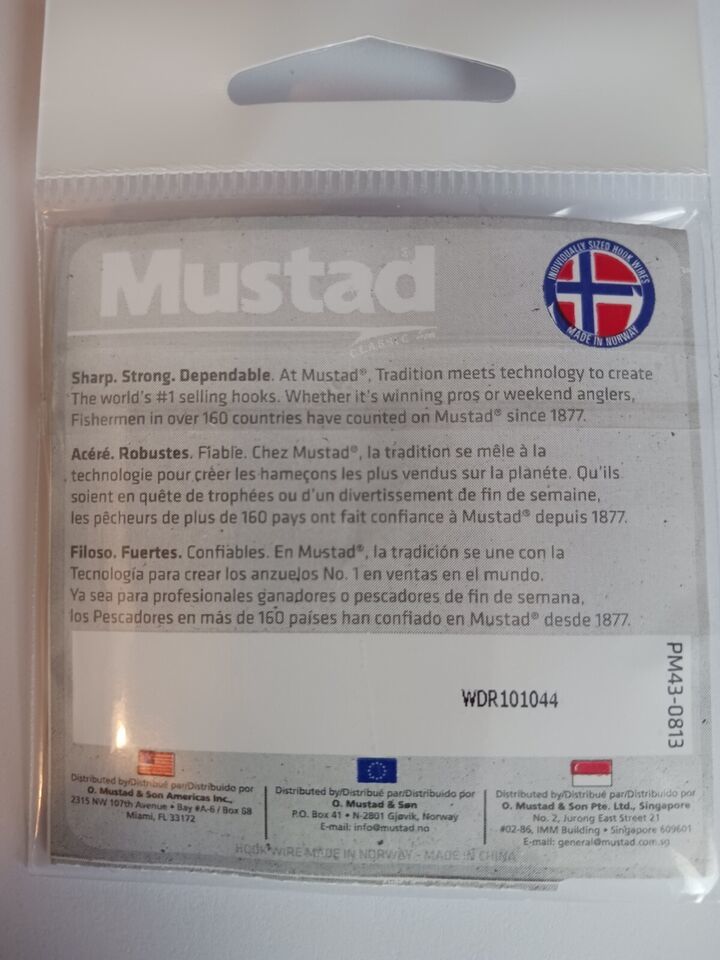 Mustad®
CLASSIC
INDIVIDUALLY SIZED HOOK WIRES
MADE IN NORWAY
Sharp. Strong. Dependable. At Mustad®, Tradition meets technology to create
The world's #1 selling hooks. Whether it's winning pros or weekend anglers,
Fishermen in over 160 countries have counted on Mustad® since 1877.
Acéré. Robustes. Fiable. Chez Mustad®, la tradition se mêle à la
technologie pour créer les hameçons les plus vendus sur la planéte. Qu'ils
soient en quête de trophées ou d'un divertissement de fin de semaine,
les pêcheurs de plus de 160 pays ont fait confiance à Mustad® depuis 1877.
Filoso. Fuertes. Confiables. En Mustad®, la tradición se une con la
Tecnología para crear los anzuelos No. 1 en ventas en el mundo.
Ya sea para profesionales ganadores o pescadores de fin de semana,
los Pescadores en más de 160 países han confiado en Mustad® desde 1877.
WDR101044
PM43-0813
Distributed by/Distribué par/Distribuido por
O. Mustad & Son Americas Inc.,
2315 NW 107th Avenue • Bay #A-6 / Box 68
Miami, FL 33172
Distributed by/Distribué par/Distribuido por
O. Mustad & Søn
P.O. Box 41 • N-2801 Gjøvik, Norway
E-mail: info@mustad.no
Distributed by/Distribué par/Distribuido por
O. Mustad & Son Pte. Ltd., Singapore
No. 2, Jurong East Street 21
#02-86, IMM Building • Singapore 609601
E-mail: general@mustad.com.sg
HOOK WIRE MADE IN NORWAY - MADE IN CHINA